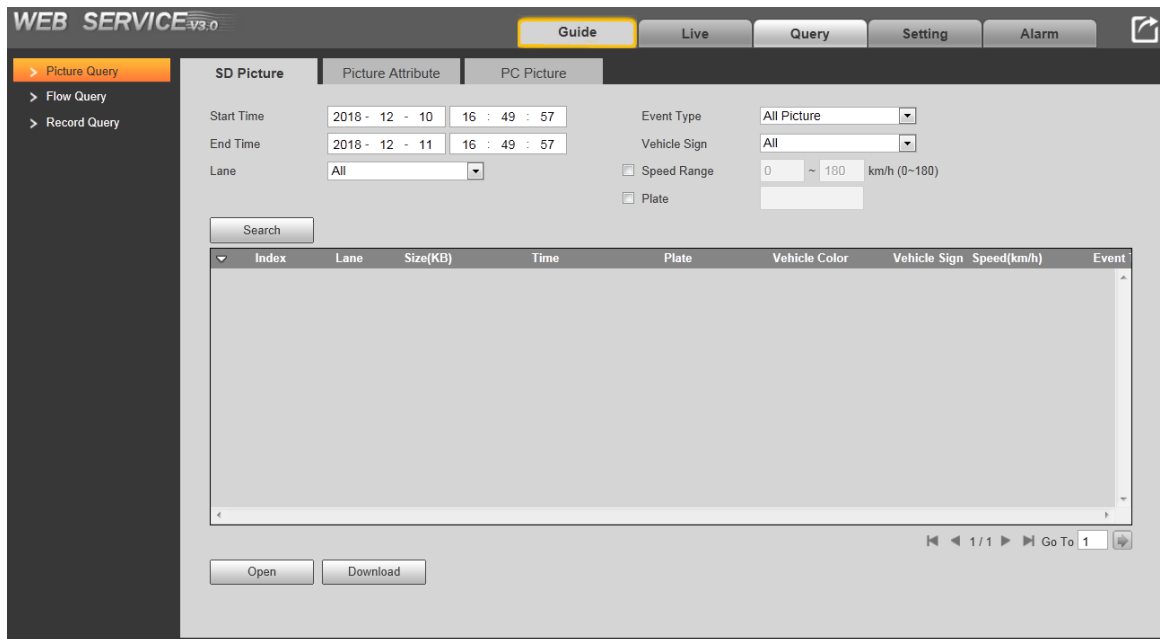 WEB SERVICE V3.0
Guide Live Query Setting Alarm
Picture Query
Flow Query
Record Query
SD Picture Picture Attribute PC Picture
Start Time 2018 - 12 - 10 16 : 49 : 57 Event Type All Picture
End Time 2018 - 12 - 11 16 : 49 : 57 Vehicle Sign All
Lane All Speed Range 0 ~ 180 km/h (0~180)
Plate
Search
Index Lane Size(KB) Time Plate Vehicle Color Vehicle Sign Speed(km/h) Event
1 / 1 Go To 1
Open Download